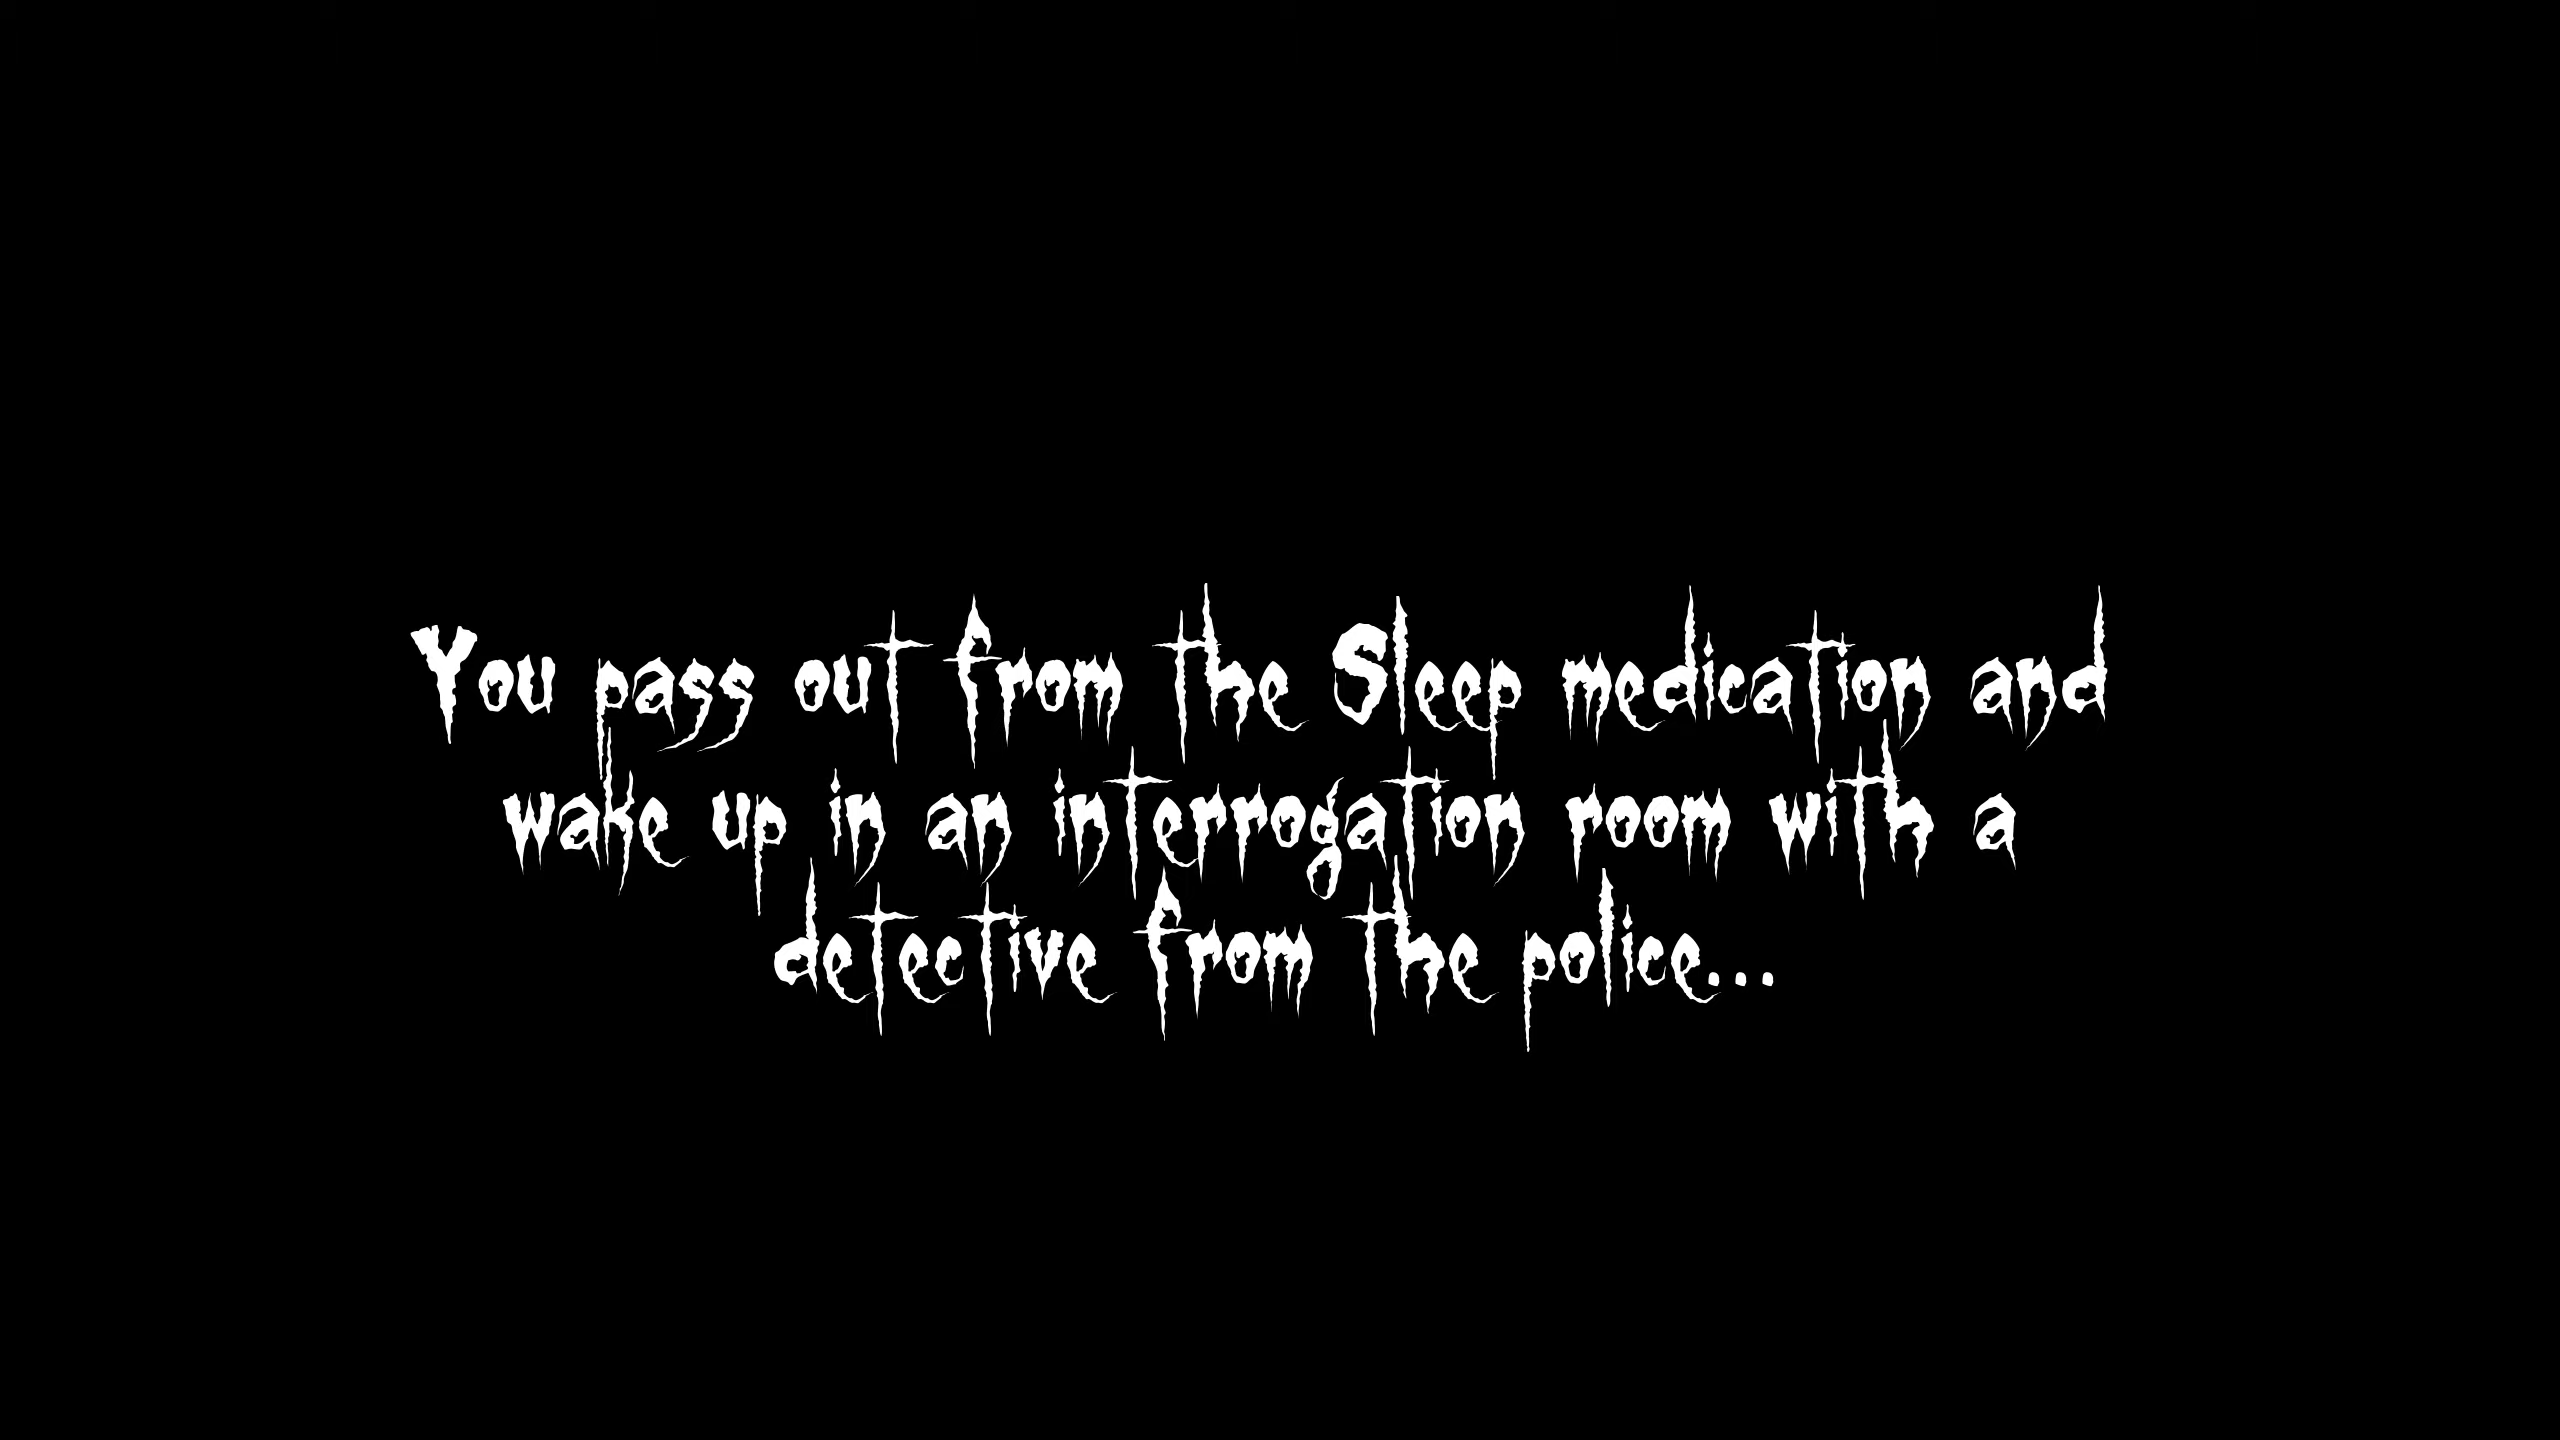 You pass out from the Sleep medication and
wake up in an interrogation room with a
detective from the police...